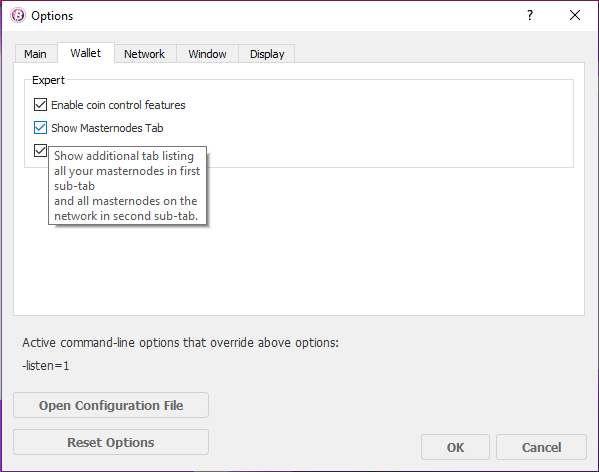 Options
?
Main
Wallet
Network
Window
Display
Expert
Enable coin control features
Show Masternodes Tab
Show additional tab listing
all your masternodes in first
sub-tab
and all masternodes on the
network in second sub-tab.
Active command-line options that override above options:
-listen=1
Open Configuration File
Reset Options
OK
Cancel